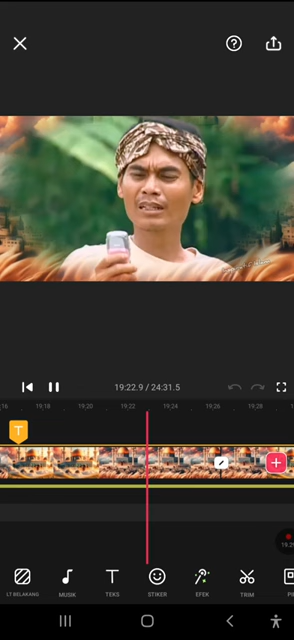 19:22.9 / 24:31.5
:16 19:18 19:20 19:22 19:24 19:26 19:28
T
19.29
LT BELAKANG MUSIK TEKS STIKER EFEK TRIM